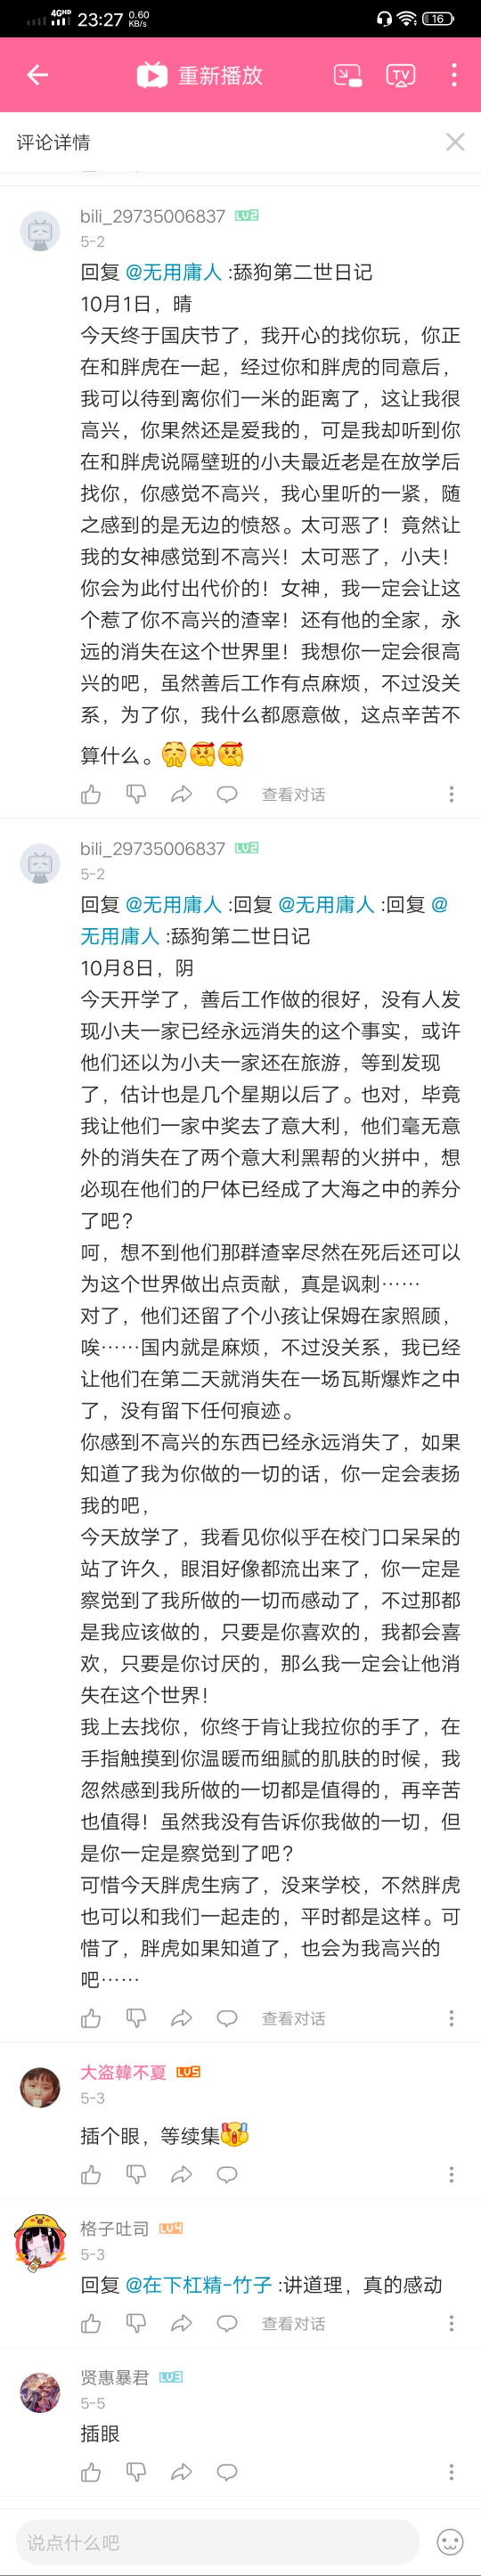 4GHD 23:27 0.60 KB/s 16
重新播放 TV
评论详情
bili_29735006837 LV2
5-2
回复 @无用庸人 :舔狗第二世日记
10月1日，晴
今天终于国庆节了，我开心的找你玩，你正
在和胖虎在一起，经过你和胖虎的同意后，
我可以待到离你们一米的距离了，这让我很
高兴，你果然还是爱我的，可是我却听到你
在和胖虎说隔壁班的小夫最近老是在放学后
找你，你感觉不高兴，我心里听的一紧，随
之感到的是无边的愤怒。太可恶了！竟然让
我的女神感觉到不高兴！太可恶了，小夫！
你会为此付出代价的！女神，我一定会让这
个惹了你不高兴的渣宰！还有他的全家，永
远的消失在这个世界里！我想你一定会很高
兴的吧，虽然善后工作有点麻烦，不过没关
系，为了你，我什么都愿意做，这点辛苦不
算什么。
查看对话
bili_29735006837 LV2
5-2
回复 @无用庸人 :回复 @无用庸人 :回复 @
无用庸人 :舔狗第二世日记
10月8日，阴
今天开学了，善后工作做的很好，没有人发
现小夫一家已经永远消失的这个事实，或许
他们还以为小夫一家还在旅游，等到发现
了，估计也是几个星期以后了。也对，毕竟
我让他们一家中奖去了意大利，他们毫无意
外的消失在了两个意大利黑帮的火拼中，想
必现在他们的尸体已经成了大海之中的养分
了吧？
呵，想不到他们那群渣宰尽然在死后还可以
为这个世界做出点贡献，真是讽刺……
对了，他们还留了个小孩让保姆在家照顾，
唉……国内就是麻烦，不过没关系，我已经
让他们在第二天就消失在一场瓦斯爆炸之中
了，没有留下任何痕迹。
你感到不高兴的东西已经永远消失了，如果
知道了我为你做的一切的话，你一定会表扬
我的吧，
今天放学了，我看见你似乎在校门口呆呆的
站了许久，眼泪好像都流出来了，你一定是
察觉到了我所做的一切而感动了，不过那都
是我应该做的，只要是你喜欢的，我都会喜
欢，只要是你讨厌的，那么我一定会让他消
失在这个世界！
我上去找你，你终于肯让我拉你的手了，在
手指触摸到你温暖而细腻的肌肤的时候，我
忽然感到我所做的一切都是值得的，再辛苦
也值得！虽然我没有告诉你我做的一切，但
是你一定是察觉到了吧？
可惜今天胖虎生病了，没来学校，不然胖虎
也可以和我们一起走的，平时都是这样。可
惜了，胖虎如果知道了，也会为我高兴的
吧……
查看对话
大盗韓不夏 LV5
5-3
插个眼，等续集
格子吐司 LV4
5-3
回复 @在下杠精-竹子 :讲道理，真的感动
查看对话
贤惠暴君 LV3
5-5
插眼
说点什么吧